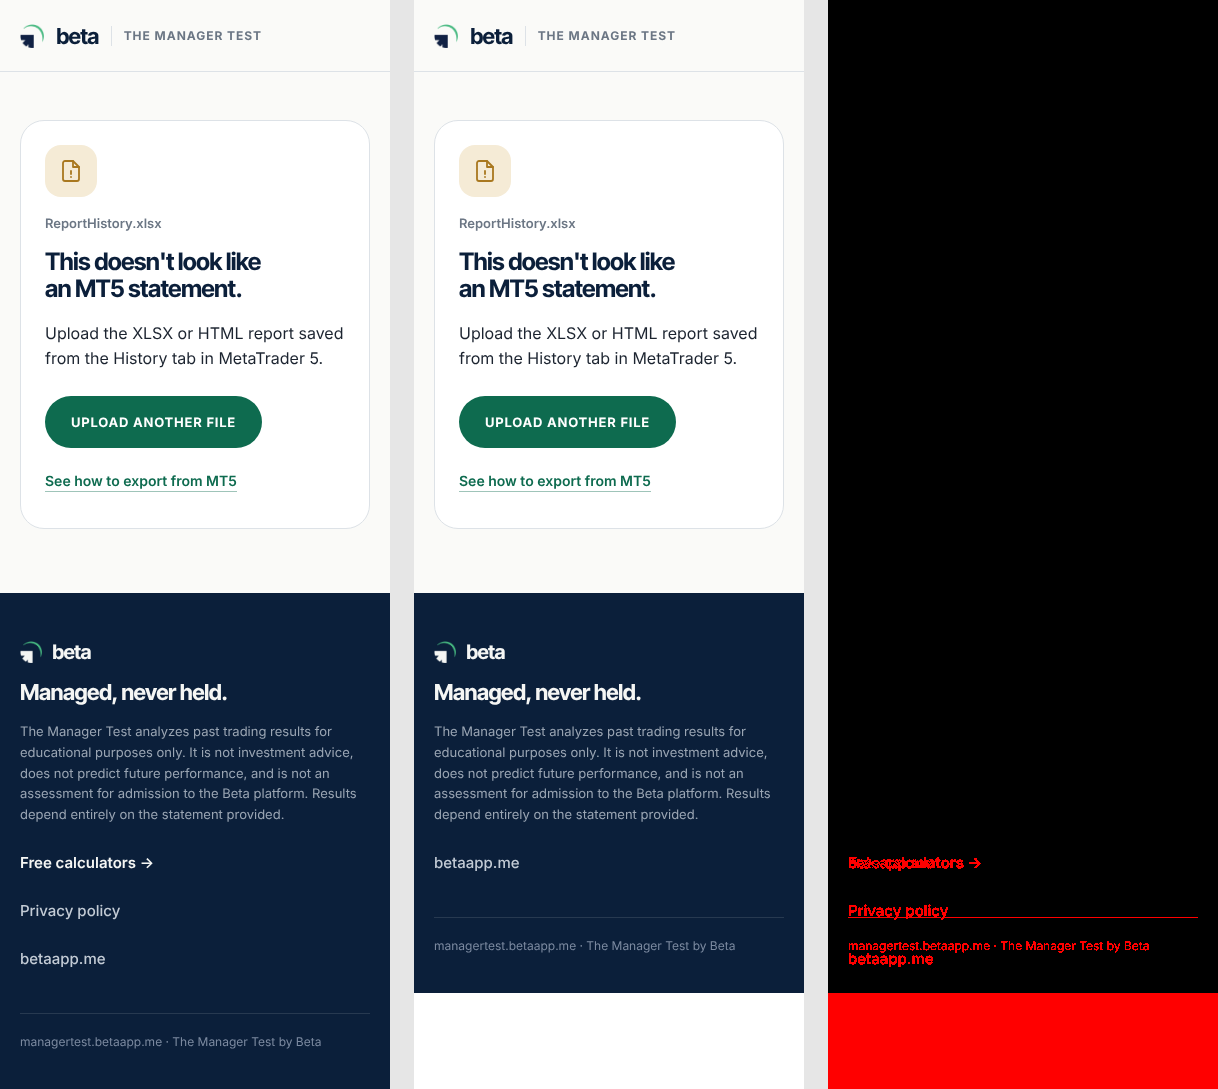 beta
THE MANAGER TEST
ReportHistory.xlsx
This doesn't look like
an MT5 statement.
Upload the XLSX or HTML report saved
from the History tab in MetaTrader 5.
UPLOAD ANOTHER FILE
See how to export from MT5
beta
Managed, never held.
The Manager Test analyzes past trading results for
educational purposes only. It is not investment advice,
does not predict future performance, and is not an
assessment for admission to the Beta platform. Results
depend entirely on the statement provided.
Free calculators →
Privacy policy
betaapp.me
managertest.betaapp.me · The Manager Test by Beta
beta
THE MANAGER TEST
ReportHistory.xlsx
This doesn't look like
an MT5 statement.
Upload the XLSX or HTML report saved
from the History tab in MetaTrader 5.
UPLOAD ANOTHER FILE
See how to export from MT5
beta
Managed, never held.
The Manager Test analyzes past trading results for
educational purposes only. It is not investment advice,
does not predict future performance, and is not an
assessment for admission to the Beta platform. Results
depend entirely on the statement provided.
betaapp.me
managertest.betaapp.me · The Manager Test by Beta
Privacy policy
managertest.betaapp.me · The Manager Test by Beta
betaapp.me